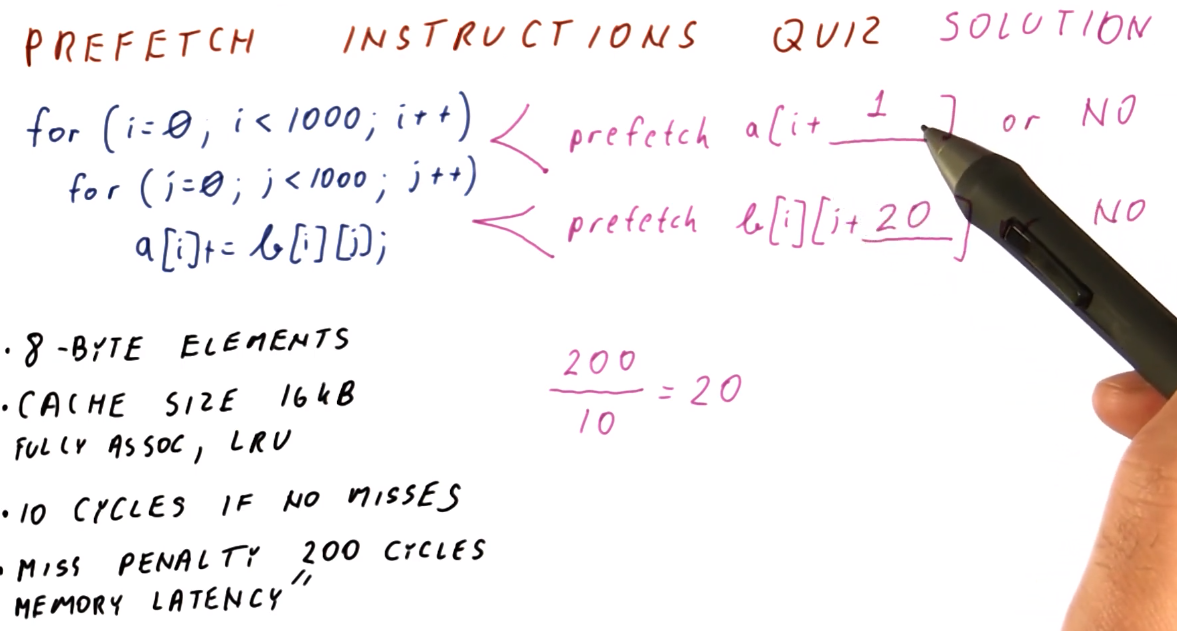 PREFETCH INSTRUCTIONS QUIZ SOLUTION
for (i=0; i<1000; i++)
prefetch a[i+ 1 ] or NO
for (j=0; j<1000; j++)
a[i]+= b[i][j];
prefetch b[i][j+ 20 ] NO
• 8-BYTE ELEMENTS
• CACHE SIZE 16kB
FULLY ASSOC, LRU
• 10 CYCLES IF NO MISSES
• MISS PENALTY 200 CYCLES
MEMORY LATENCY "
200
10 = 20